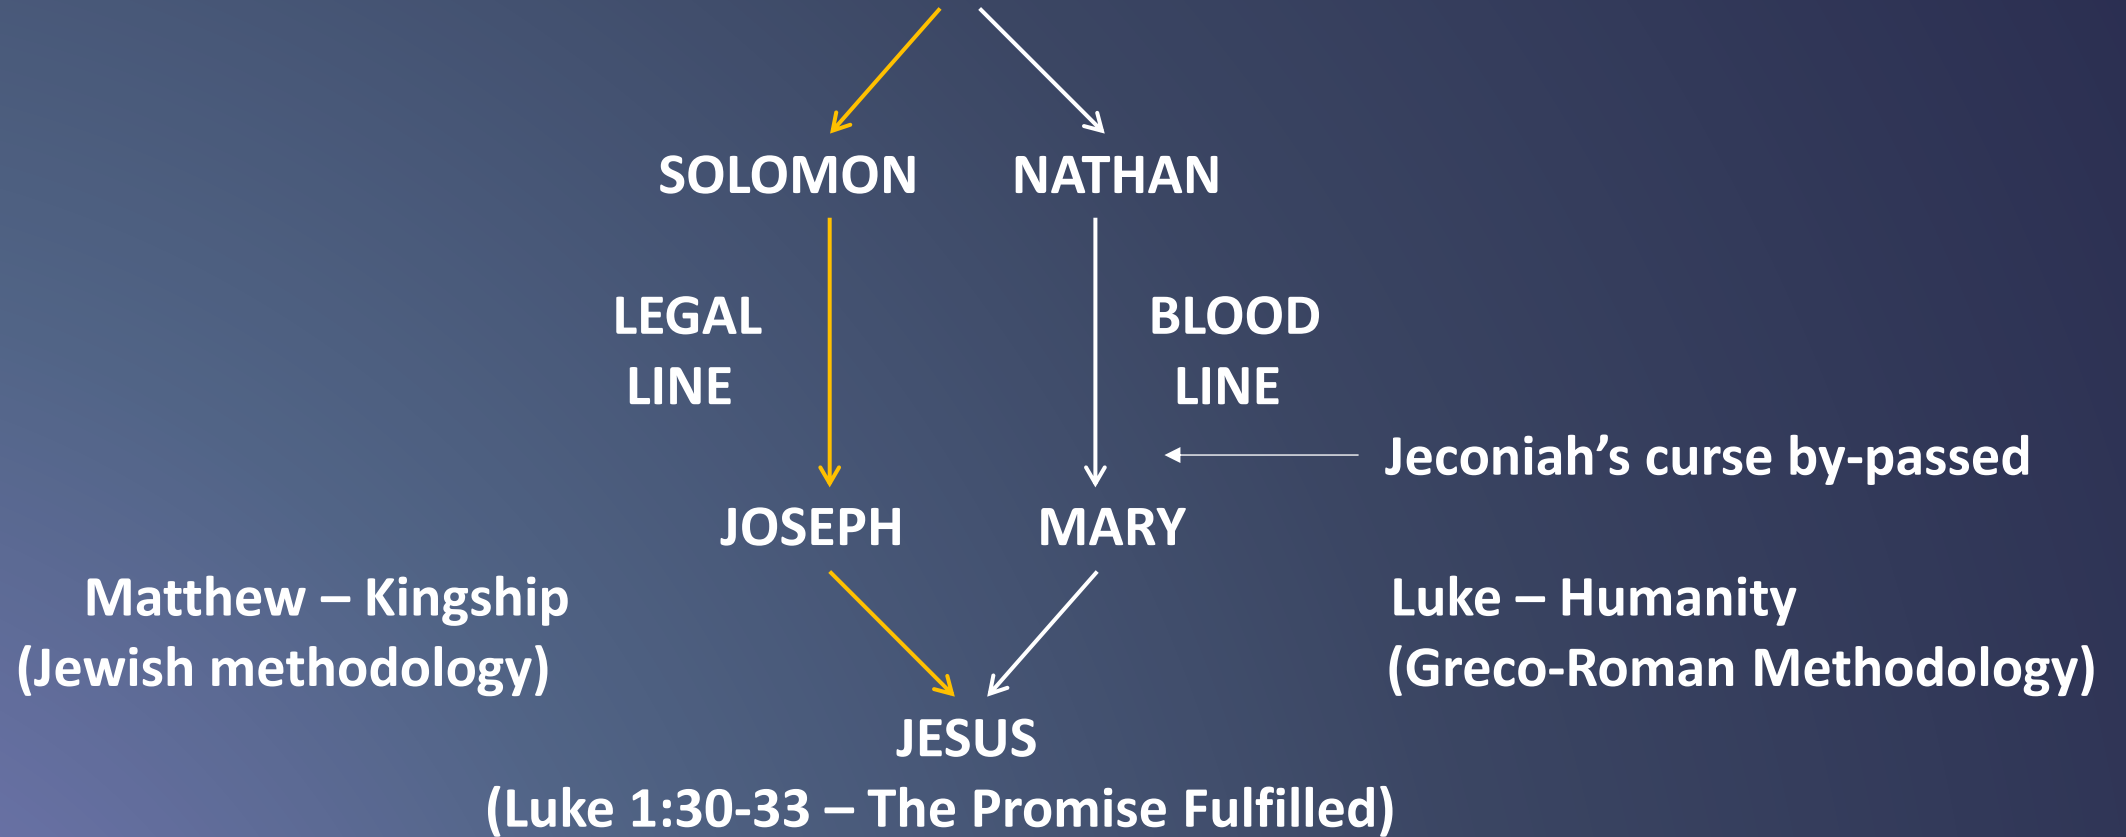 SOLOMON NATHAN
LEGAL
LINE
BLOOD
LINE
Jeconiah’s curse by-passed
JOSEPH MARY
Matthew – Kingship
(Jewish methodology)
Luke – Humanity
(Greco-Roman Methodology)
JESUS
(Luke 1:30-33 – The Promise Fulfilled)